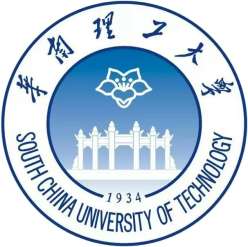 華南理工大學
1934
SOUTH CHINA UNIVERSITY OF TECHNOLOGY